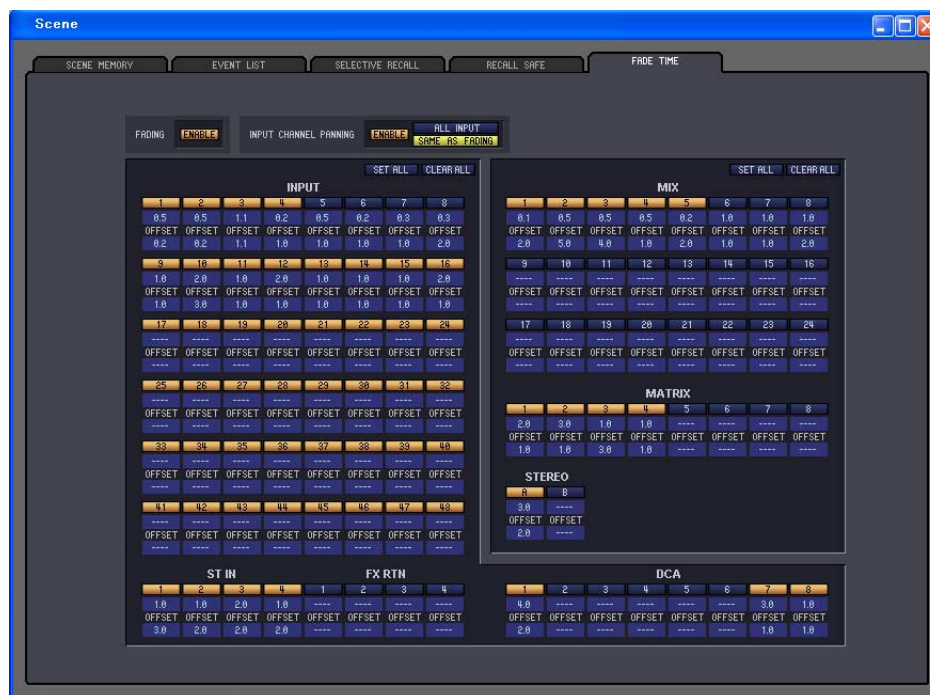 Scene
SCENE MEMORY EVENT LIST SELECTIVE RECALL RECALL SAFE FADE TIME
FADING ENABLE INPUT CHANNEL PANNING ENABLE ALL INPUT
SAME AS FADING
SET ALL CLEAR ALL
INPUT
1 2 3 4 5 6 7 8
0.5 0.5 1.1 0.2 0.5 0.2 0.3 0.3
OFFSET OFFSET OFFSET OFFSET OFFSET OFFSET OFFSET OFFSET
0.2 0.2 1.1 1.0 1.0 1.0 1.0 2.0
9 10 11 12 13 14 15 16
1.0 2.0 1.0 2.0 1.0 1.0 1.0 2.0
OFFSET OFFSET OFFSET OFFSET OFFSET OFFSET OFFSET OFFSET
1.0 3.0 1.0 1.0 1.0 1.0 1.0 1.0
17 18 19 20 21 22 23 24
---- ---- ---- ---- ---- ---- ---- ----
OFFSET OFFSET OFFSET OFFSET OFFSET OFFSET OFFSET OFFSET
---- ---- ---- ---- ---- ---- ---- ----
25 26 27 28 29 30 31 32
---- ---- ---- ---- ---- ---- ---- ----
OFFSET OFFSET OFFSET OFFSET OFFSET OFFSET OFFSET OFFSET
---- ---- ---- ---- ---- ---- ---- ----
33 34 35 36 37 38 39 40
---- ---- ---- ---- ---- ---- ---- ----
OFFSET OFFSET OFFSET OFFSET OFFSET OFFSET OFFSET OFFSET
---- ---- ---- ---- ---- ---- ---- ----
41 42 43 44 45 46 47 48
---- ---- ---- ---- ---- ---- ---- ----
OFFSET OFFSET OFFSET OFFSET OFFSET OFFSET OFFSET OFFSET
---- ---- ---- ---- ---- ---- ---- ----
SET ALL CLEAR ALL
MIX
1 2 3 4 5 6 7 8
0.1 0.5 0.5 0.5 0.2 1.0 1.0 1.0
OFFSET OFFSET OFFSET OFFSET OFFSET OFFSET OFFSET OFFSET
2.0 5.0 4.0 1.0 2.0 1.0 1.0 2.0
9 10 11 12 13 14 15 16
---- ---- ---- ---- ---- ---- ---- ----
OFFSET OFFSET OFFSET OFFSET OFFSET OFFSET OFFSET OFFSET
---- ---- ---- ---- ---- ---- ---- ----
17 18 19 20 21 22 23 24
---- ---- ---- ---- ---- ---- ---- ----
OFFSET OFFSET OFFSET OFFSET OFFSET OFFSET OFFSET OFFSET
---- ---- ---- ---- ---- ---- ---- ----
MATRIX
1 2 3 4 5 6 7 8
2.0 3.0 1.0 1.0 ---- ---- ---- ----
OFFSET OFFSET OFFSET OFFSET OFFSET OFFSET OFFSET OFFSET
1.0 1.0 3.0 1.0 ---- ---- ---- ----
STEREO
A B
3.0 ----
OFFSET OFFSET
2.0 ----
ST IN FX RTN
1 2 3 4 1 2 3 4
1.0 1.0 2.0 1.0 ---- ---- ---- ----
OFFSET OFFSET OFFSET OFFSET OFFSET OFFSET OFFSET OFFSET
3.0 2.0 2.0 2.0 ---- ---- ---- ----
DCA
1 2 3 4 5 6 7 8
4.0 ---- ---- ---- ---- ---- 3.0 1.0
OFFSET OFFSET OFFSET OFFSET OFFSET OFFSET OFFSET OFFSET
2.0 ---- ---- ---- ---- ---- 1.0 1.0